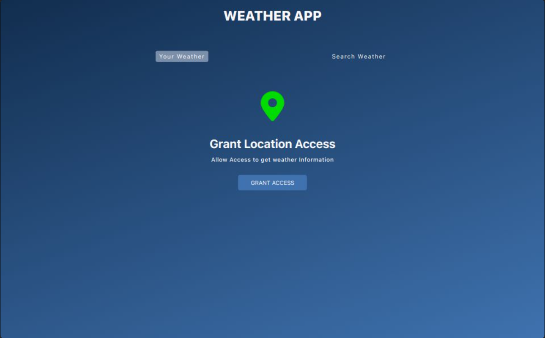 WEATHER APP
Your Weather
Search Weather
Grant Location Access
Allow Access to get weather Information
GRANT ACCESS